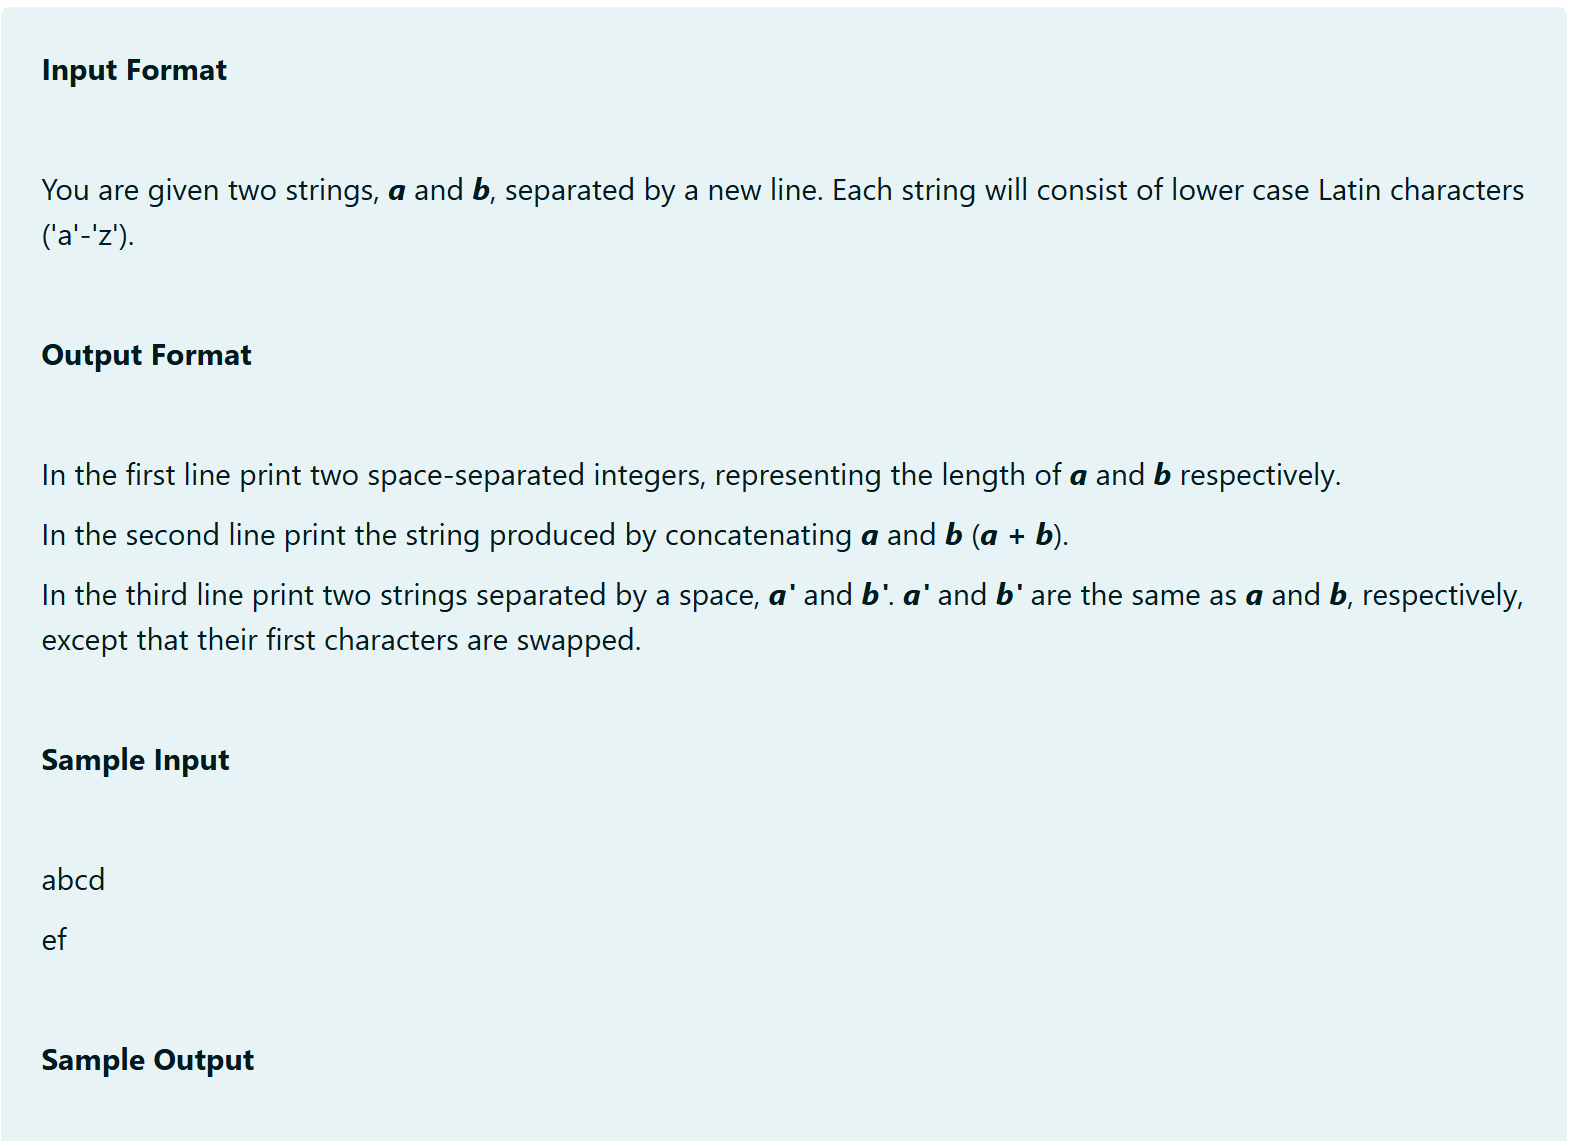 Input Format
You are given two strings, a and b, separated by a new line. Each string will consist of lower case Latin characters
('a'-'z').
Output Format
In the first line print two space-separated integers, representing the length of a and b respectively.
In the second line print the string produced by concatenating a and b (a + b).
In the third line print two strings separated by a space, a' and b'. a' and b' are the same as a and b, respectively,
except that their first characters are swapped.
Sample Input
abcd
ef
Sample Output